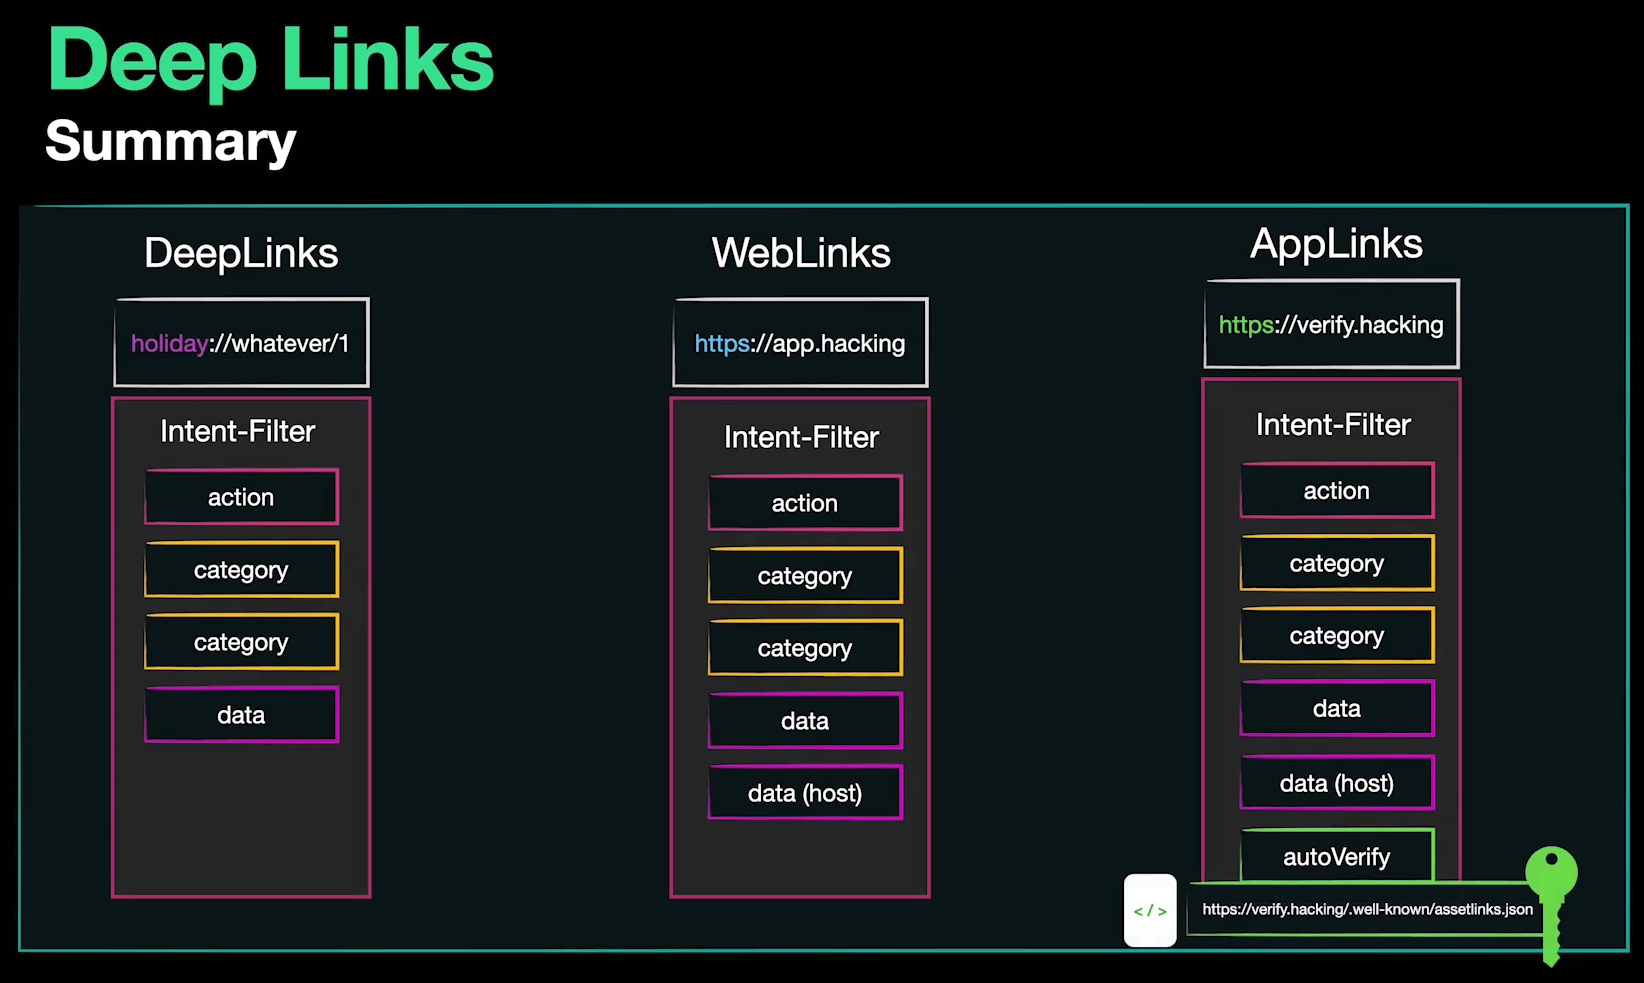 Deep Links
Summary
DeepLinks
holiday://whatever/1
Intent-Filter
action
category
category
data
WebLinks
https://app.hacking
Intent-Filter
action
category
category
data
data (host)
AppLinks
https://verify.hacking
Intent-Filter
action
category
category
data
data (host)
autoVerify
</>
https://verify.hacking/.well-known/assetlinks.json